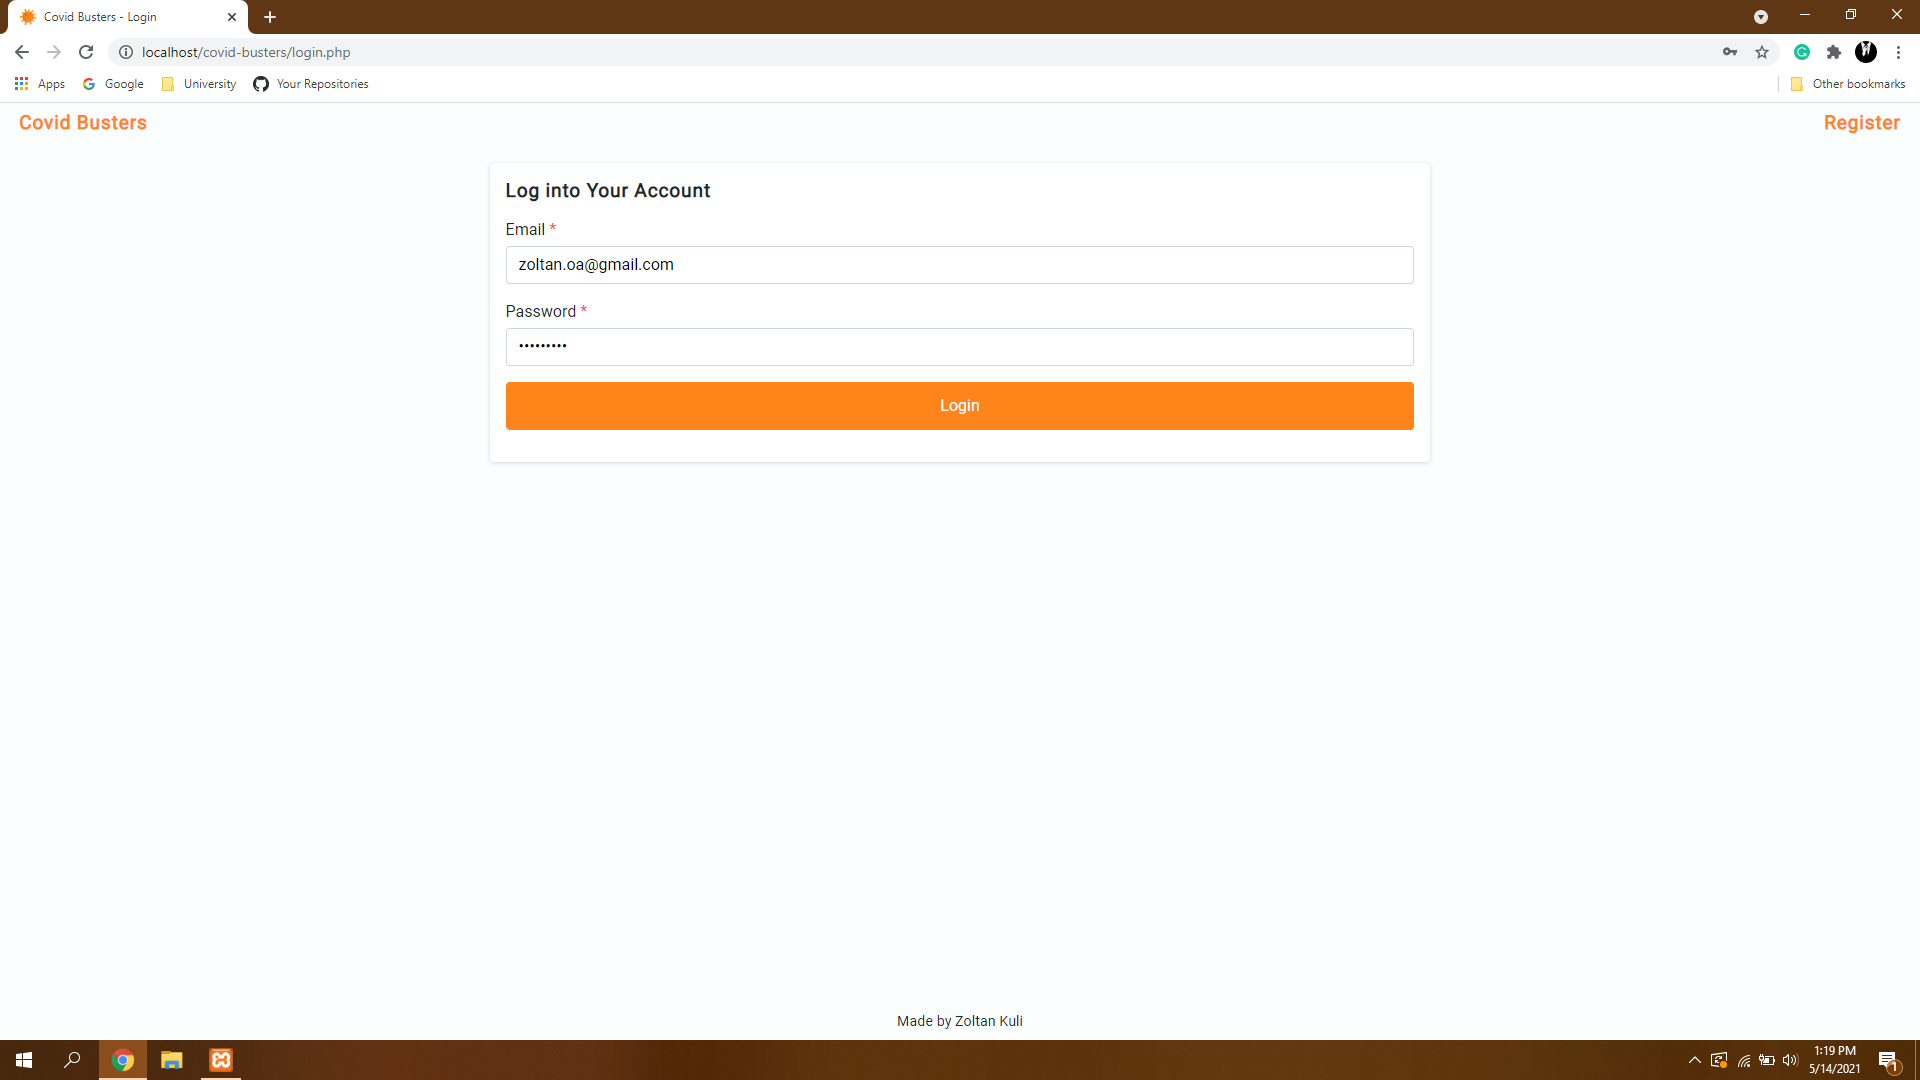 Covid Busters - Login
localhost/covid-busters/login.php
Apps
Google
University
Your Repositories
Other bookmarks
Covid Busters
Register
Log into Your Account
Email *
zoltan.oa@gmail.com
Password *
•••••••••
Login
Made by Zoltan Kuli
1:19 PM
5/14/2021
1